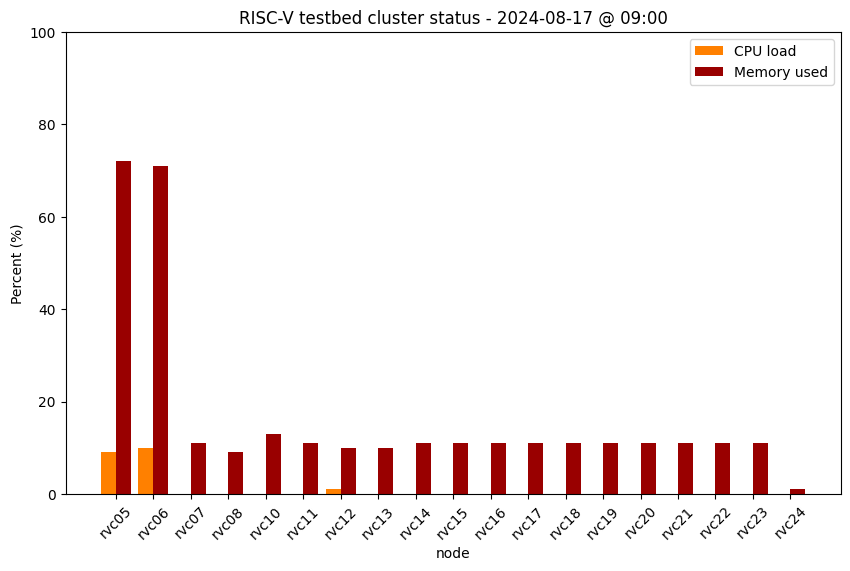 RISC-V testbed cluster status - 2024-08-17 @ 09:00
CPU load
Memory used
Percent (%)
100
80
60
40
20
0
rvc05 rvc06 rvc07 rvc08 rvc10 rvc11 rvc12 rvc13 rvc14 rvc15 rvc16 rvc17 rvc18 rvc19 rvc20 rvc21 rvc22 rvc23 rvc24
node